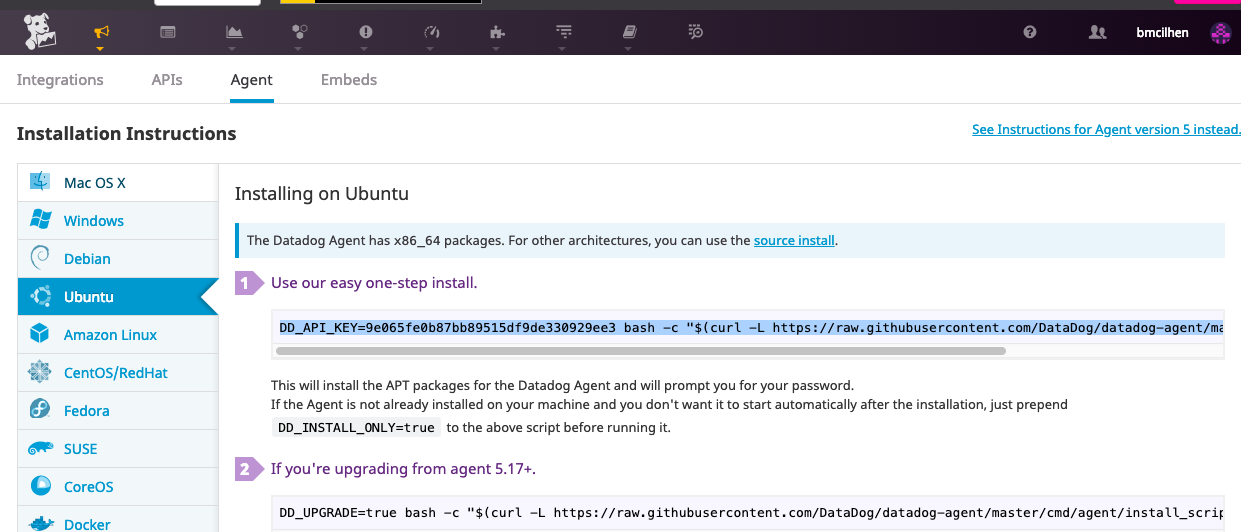 bmcilhen
Integrations APIs Agent Embeds
Installation Instructions
See Instructions for Agent version 5 instead.
Mac OS X
Windows
Debian
Ubuntu
Amazon Linux
CentOS/RedHat
Fedora
SUSE
CoreOS
Docker
Installing on Ubuntu
The Datadog Agent has x86_64 packages. For other architectures, you can use the source install.
1 Use our easy one-step install.
DD_API_KEY=9e065fe0b87bb89515df9de330929ee3 bash -c "$(curl -L https://raw.githubusercontent.com/DataDog/datadog-agent/ma
This will install the APT packages for the Datadog Agent and will prompt you for your password.
If the Agent is not already installed on your machine and you don't want it to start automatically after the installation, just prepend
DD_INSTALL_ONLY=true to the above script before running it.
2 If you're upgrading from agent 5.17+.
DD_UPGRADE=true bash -c "$(curl -L https://raw.githubusercontent.com/DataDog/datadog-agent/master/cmd/agent/install_scrip